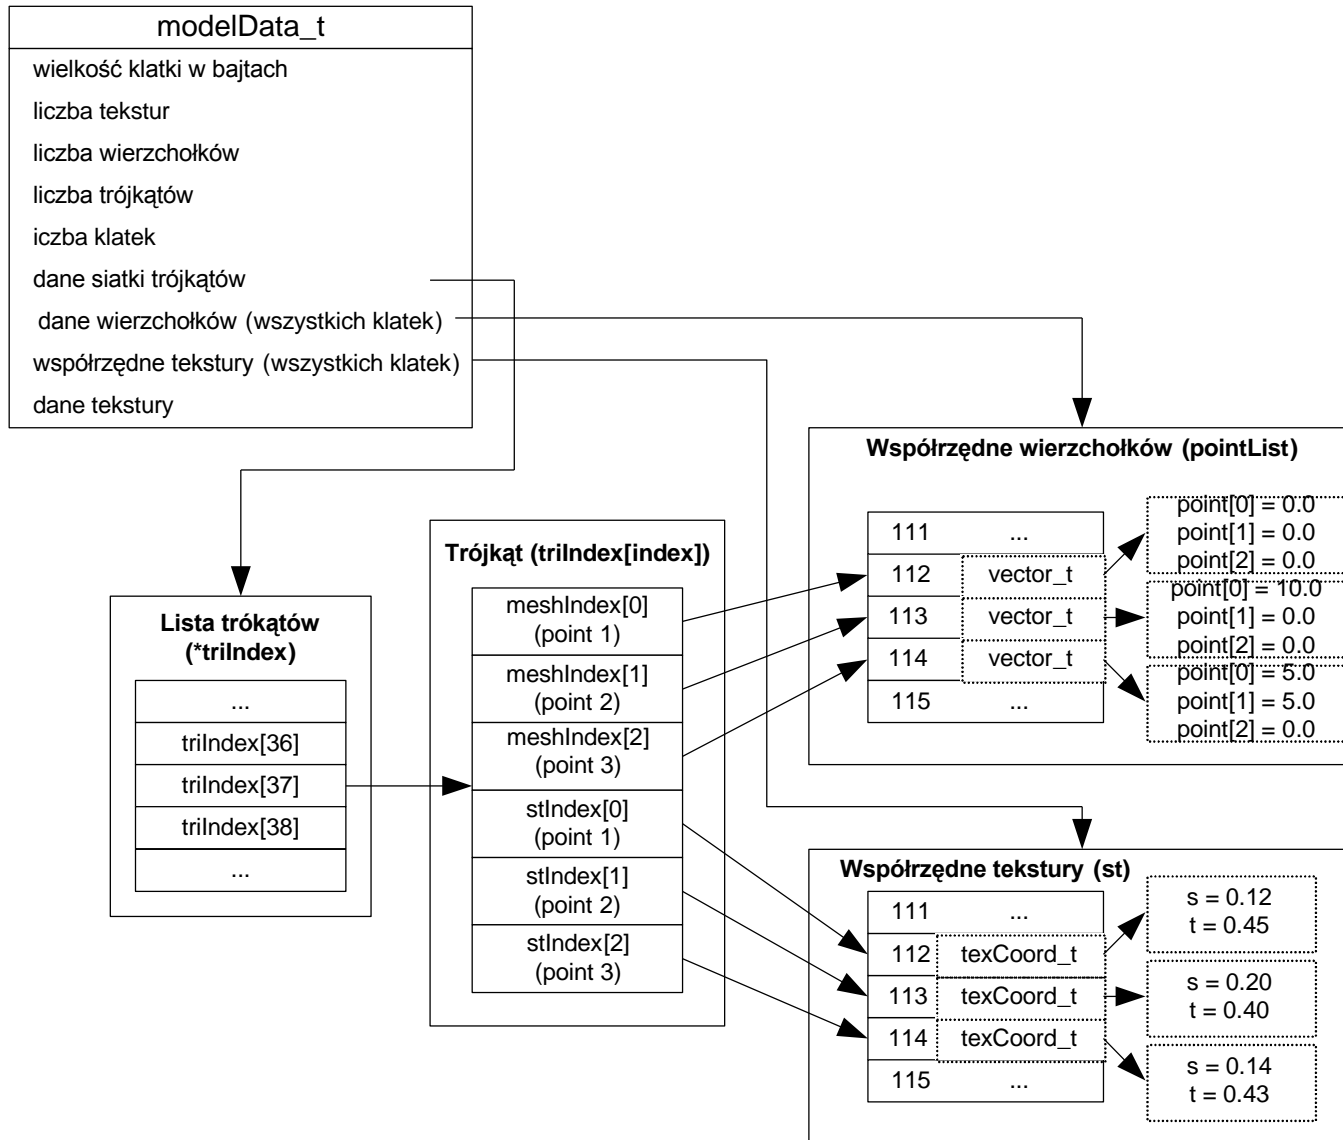 modelData_t
wielkość klatki w bajtach
liczba tekstur
liczba wierzchołków
liczba trójkątów
iczba klatek
dane siatki trójkątów
dane wierzchołków (wszystkich klatek)
współrzędne tekstury (wszystkich klatek)
dane tekstury
Lista trókątów
(*triIndex)
...
triIndex[36]
triIndex[37]
triIndex[38]
...
Trójkąt (triIndex[index])
meshIndex[0]
(point 1)
meshIndex[1]
(point 2)
meshIndex[2]
(point 3)
stIndex[0]
(point 1)
stIndex[1]
(point 2)
stIndex[2]
(point 3)
Współrzędne wierzchołków (pointList)
111 ...
112 vector_t
113 vector_t
114 vector_t
115 ...
point[0] = 0.0
point[1] = 0.0
point[2] = 0.0
point[0] = 10.0
point[1] = 0.0
point[2] = 0.0
point[0] = 5.0
point[1] = 5.0
point[2] = 0.0
Współrzędne tekstury (st)
111 ...
112 texCoord_t
113 texCoord_t
114 texCoord_t
115 ...
s = 0.12
t = 0.45
s = 0.20
t = 0.40
s = 0.14
t = 0.43